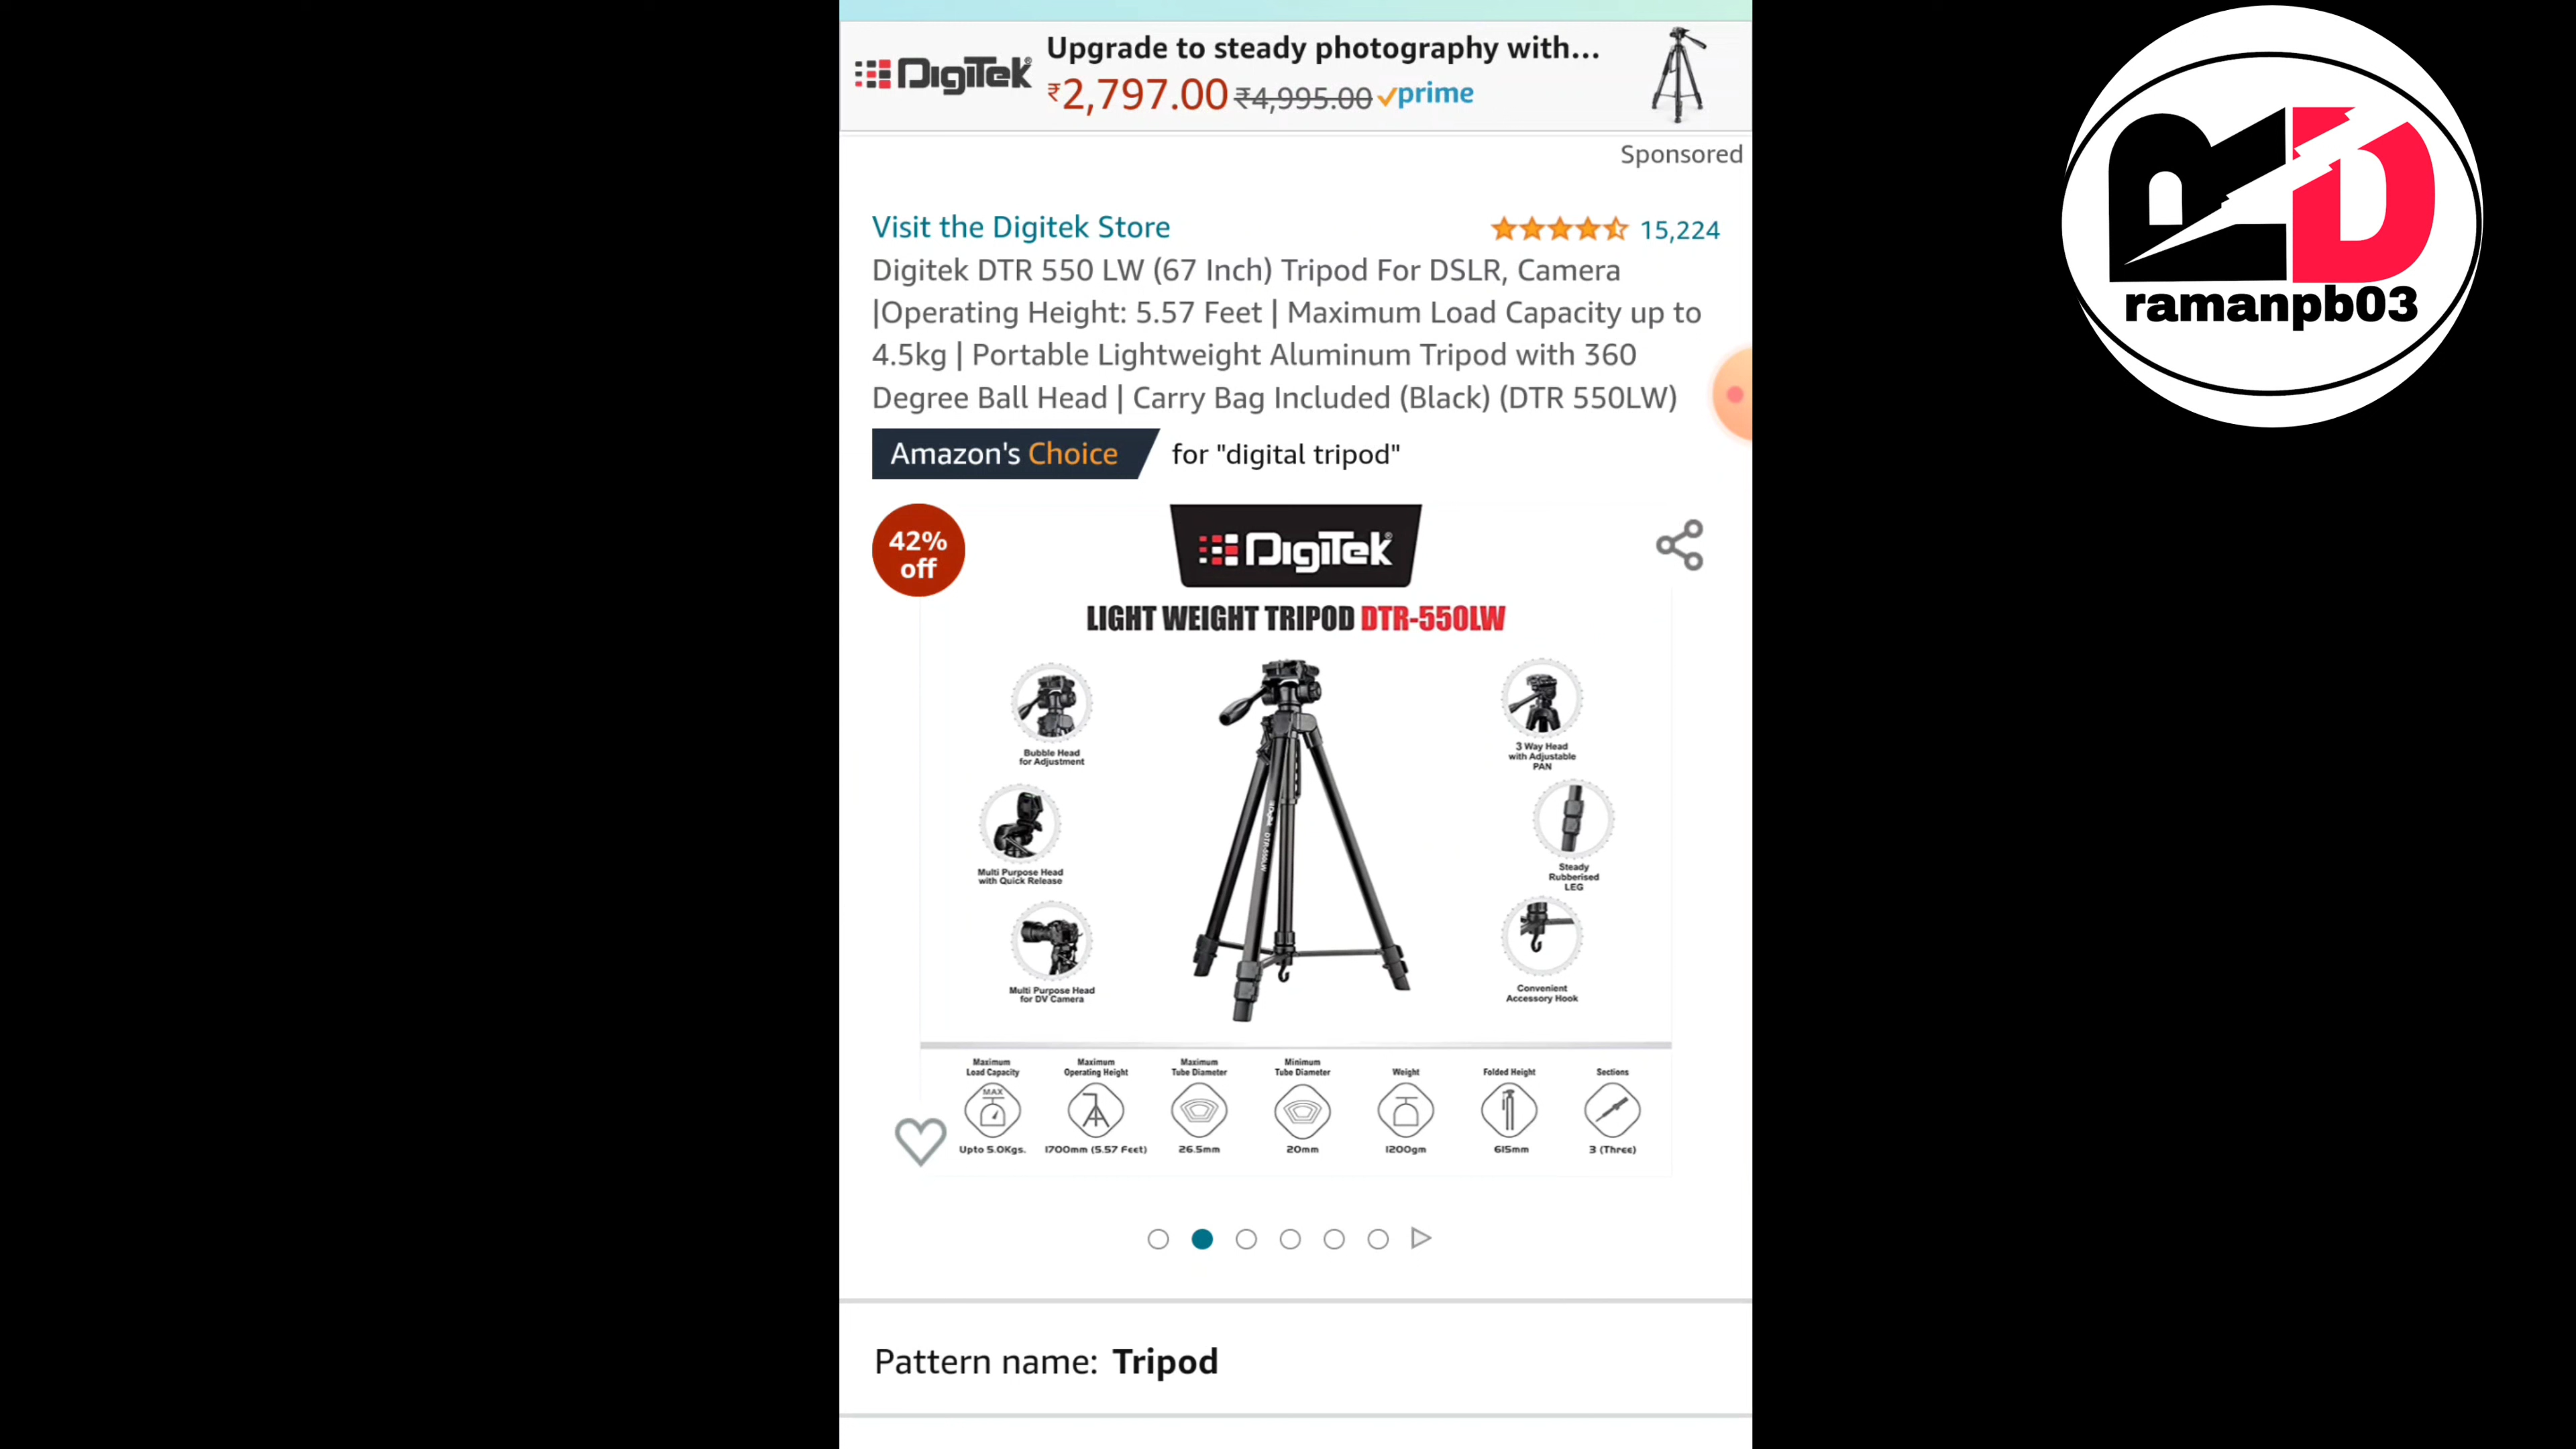 DigiTek
Upgrade to steady photography with...
₹2,797.00 ₹4,995.00 prime
Sponsored
RD
ramanpb03
Visit the Digitek Store
15,224
Digitek DTR 550 LW (67 Inch) Tripod For DSLR, Camera
|Operating Height: 5.57 Feet | Maximum Load Capacity up to
4.5kg | Portable Lightweight Aluminum Tripod with 360
Degree Ball Head | Carry Bag Included (Black) (DTR 550LW)
Amazon's Choice for "digital tripod"
42%
off
DigiTek
LIGHT WEIGHT TRIPOD DTR-550LW
Bubble Head
for Adjustment
3 Way Head
with Adjustable
PAN
Multi Purpose Head
with Quick Release
Steady
Rubberised
LEG
Multi Purpose Head
for DV Camera
Convenient
Accessory Hook
Maximum
Load Capacity
MAX
Upto 5.0Kgs.
Maximum
Operating Height
1700mm (5.57 Feet)
Maximum
Tube Diameter
26.5mm
Minimum
Tube Diameter
20mm
Weight
1200gm
Folded Height
615mm
Sections
3 (Three)
Pattern name: Tripod